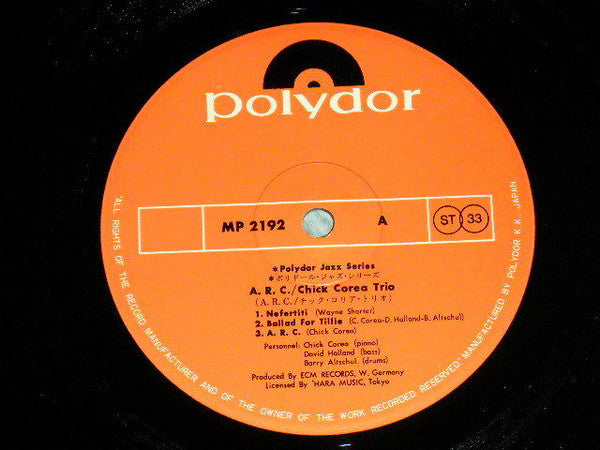 polydor
MP 2192 A ST 33
*Polydor Jazz Series
*ポリドール・ジャズ・シリーズ
A. R. C./Chick Corea Trio
(A. R. C./チック・コリア・トリオ)
1. Nefertiti (Wayne Shorter)
2. Ballad For Tillie (C. Corea-D. Holland-B. Altschul)
3. A. R. C. (Chick Corea)
Personnel: Chick Corea (piano)
David Holland (bass)
Barry Altschul (drums)
Produced By ECM RECORDS, W. Germany
Licensed By 'HARA MUSIC, Tokyo
"ALL RIGHTS OF THE RECORD MANUFACTURER AND OF THE OWNER OF THE WORK RECORDED RESERVED" MANUFACTURED BY POLYDOR K. K. JAPAN